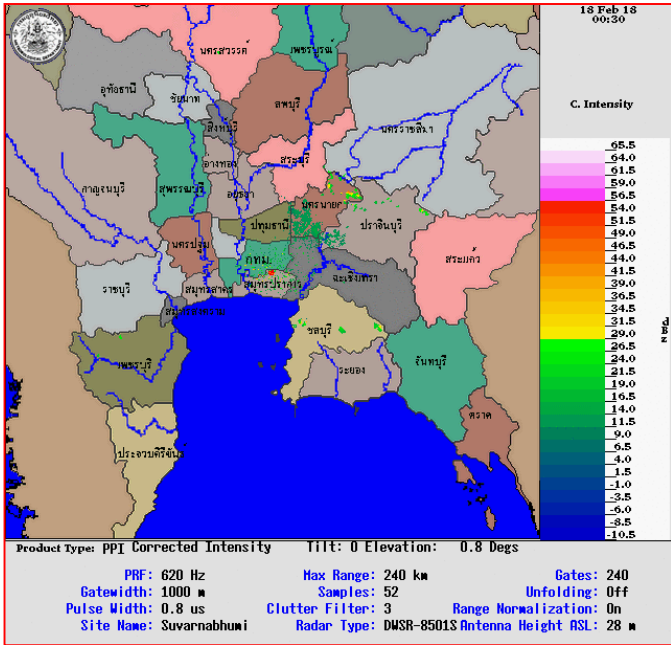 18 Feb 18
00:30
C. Intensity
นครสวรรค์
เพชรบูรณ์
อุทัยธานี
ชัยนาท
ลพบุรี
สิงหบุรี
นครราชสีมา
อ่างทอง
สระบุรี
กาญจนบุรี
สุพรรณบุรี
อยุธยา
นครนายก
ปทุมธานี
ปราจีนบุรี
นครปฐม
กทม.
สระแก้ว
ราชบุรี
สมุทรสาคร
สมุทรปราการ
ฉะเชิงเทรา
สมุทรสงคราม
ชลบุรี
เพชรบุรี
ระยอง
จันทบุรี
ตราด
ประจวบคีรีขันธ์
65.5
64.0
61.5
59.0
56.5
54.0
51.5
49.0
46.5
44.0
41.5
39.0
36.5
34.0
31.5
29.0
26.5
24.0
21.5
19.0
16.5
14.0
11.5
9.0
6.5
4.0
1.5
-1.0
-3.5
-6.0
-8.5
-10.5
Product Type: PPI Corrected Intensity Tilt: 0 Elevation: 0.8 Degs
PRF: 620 Hz Max Range: 240 km Gates: 240
Gatewidth: 1000 m Samples: 52 Unfolding: Off
Pulse Width: 0.8 us Clutter Filter: 3 Range Normalization: On
Site Name: Suvarnabhumi Radar Type: DWSR-8501S Antenna Height ASL: 28 m